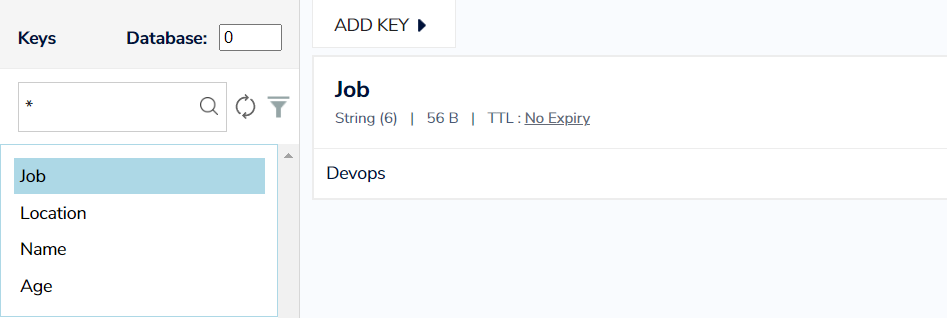 Keys Database: 0
*
Job
Location
Name
Age
ADD KEY
Job
String (6) | 56 B | TTL : No Expiry
Devops